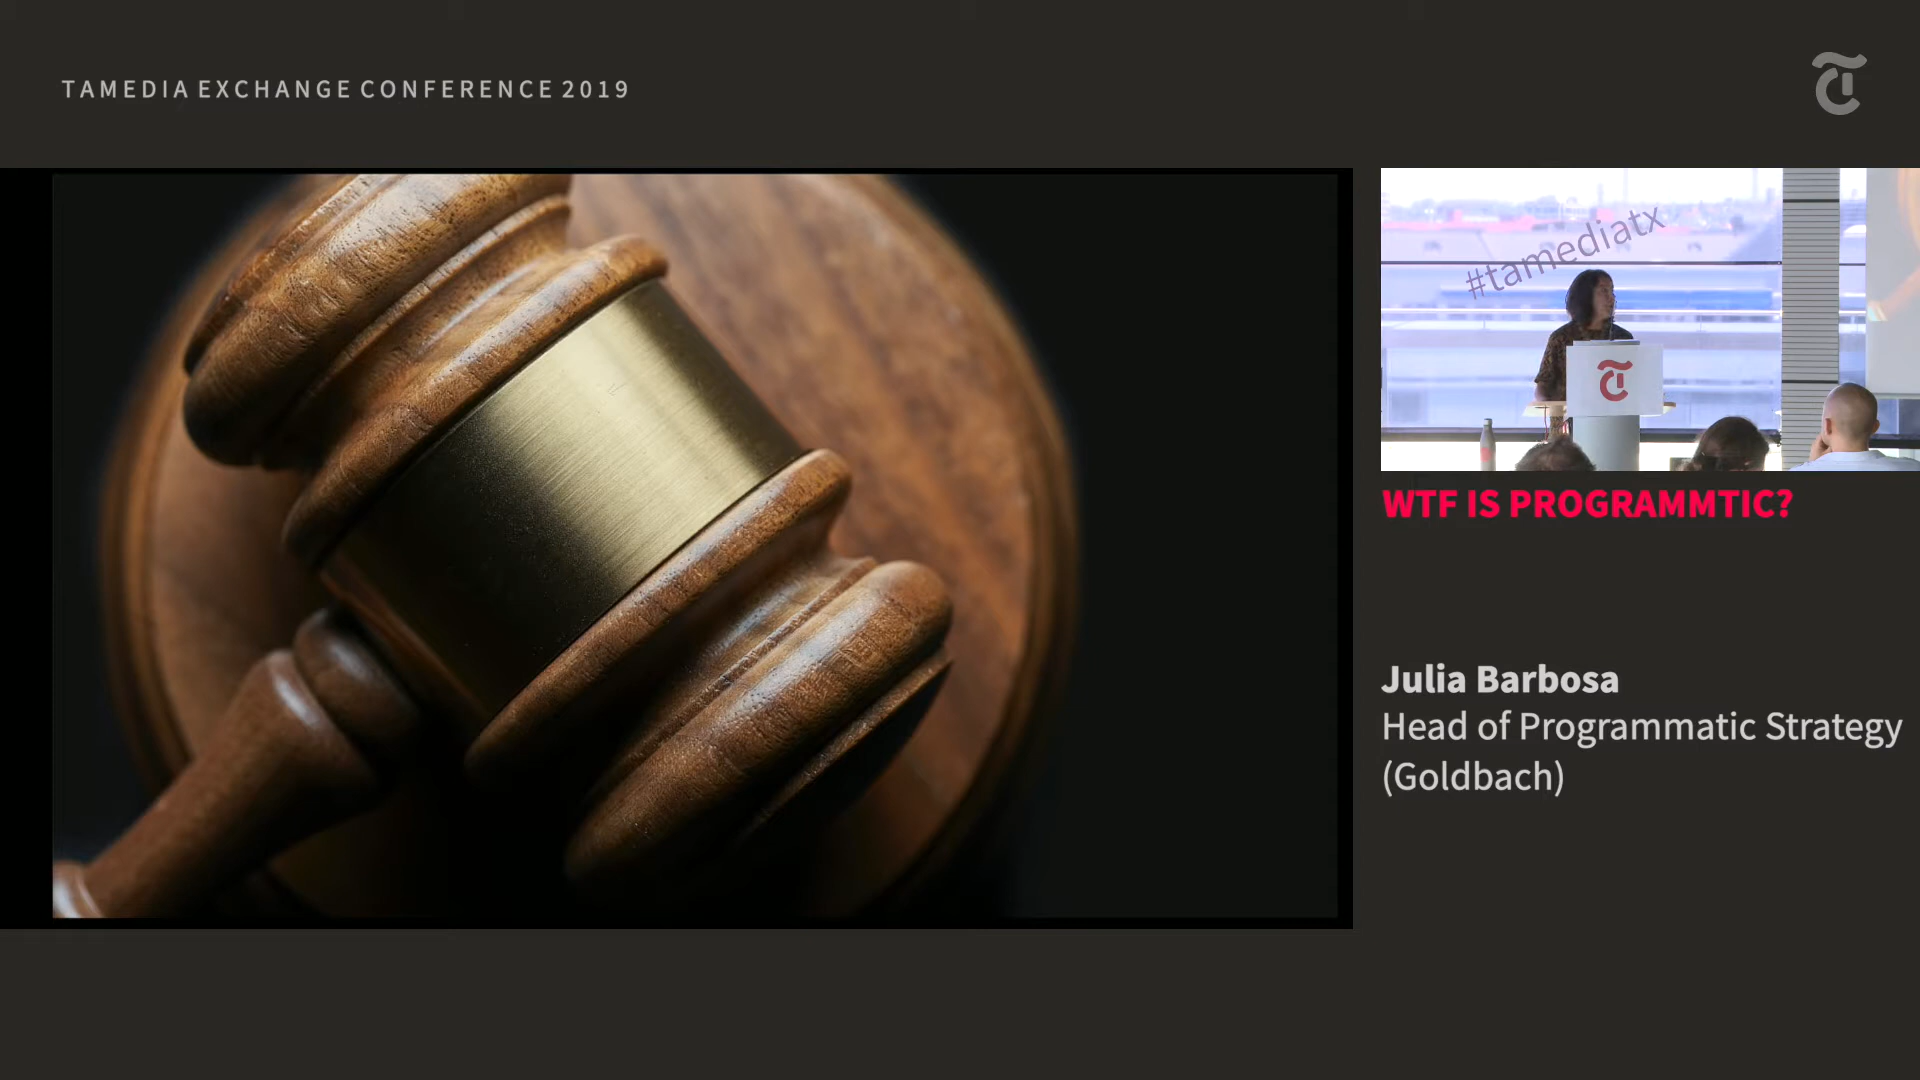 TAMEDIA EXCHANGE CONFERENCE 2019
#tamediatx
WTF IS PROGRAMMTIC?
Julia Barbosa
Head of Programmatic Strategy
(Goldbach)